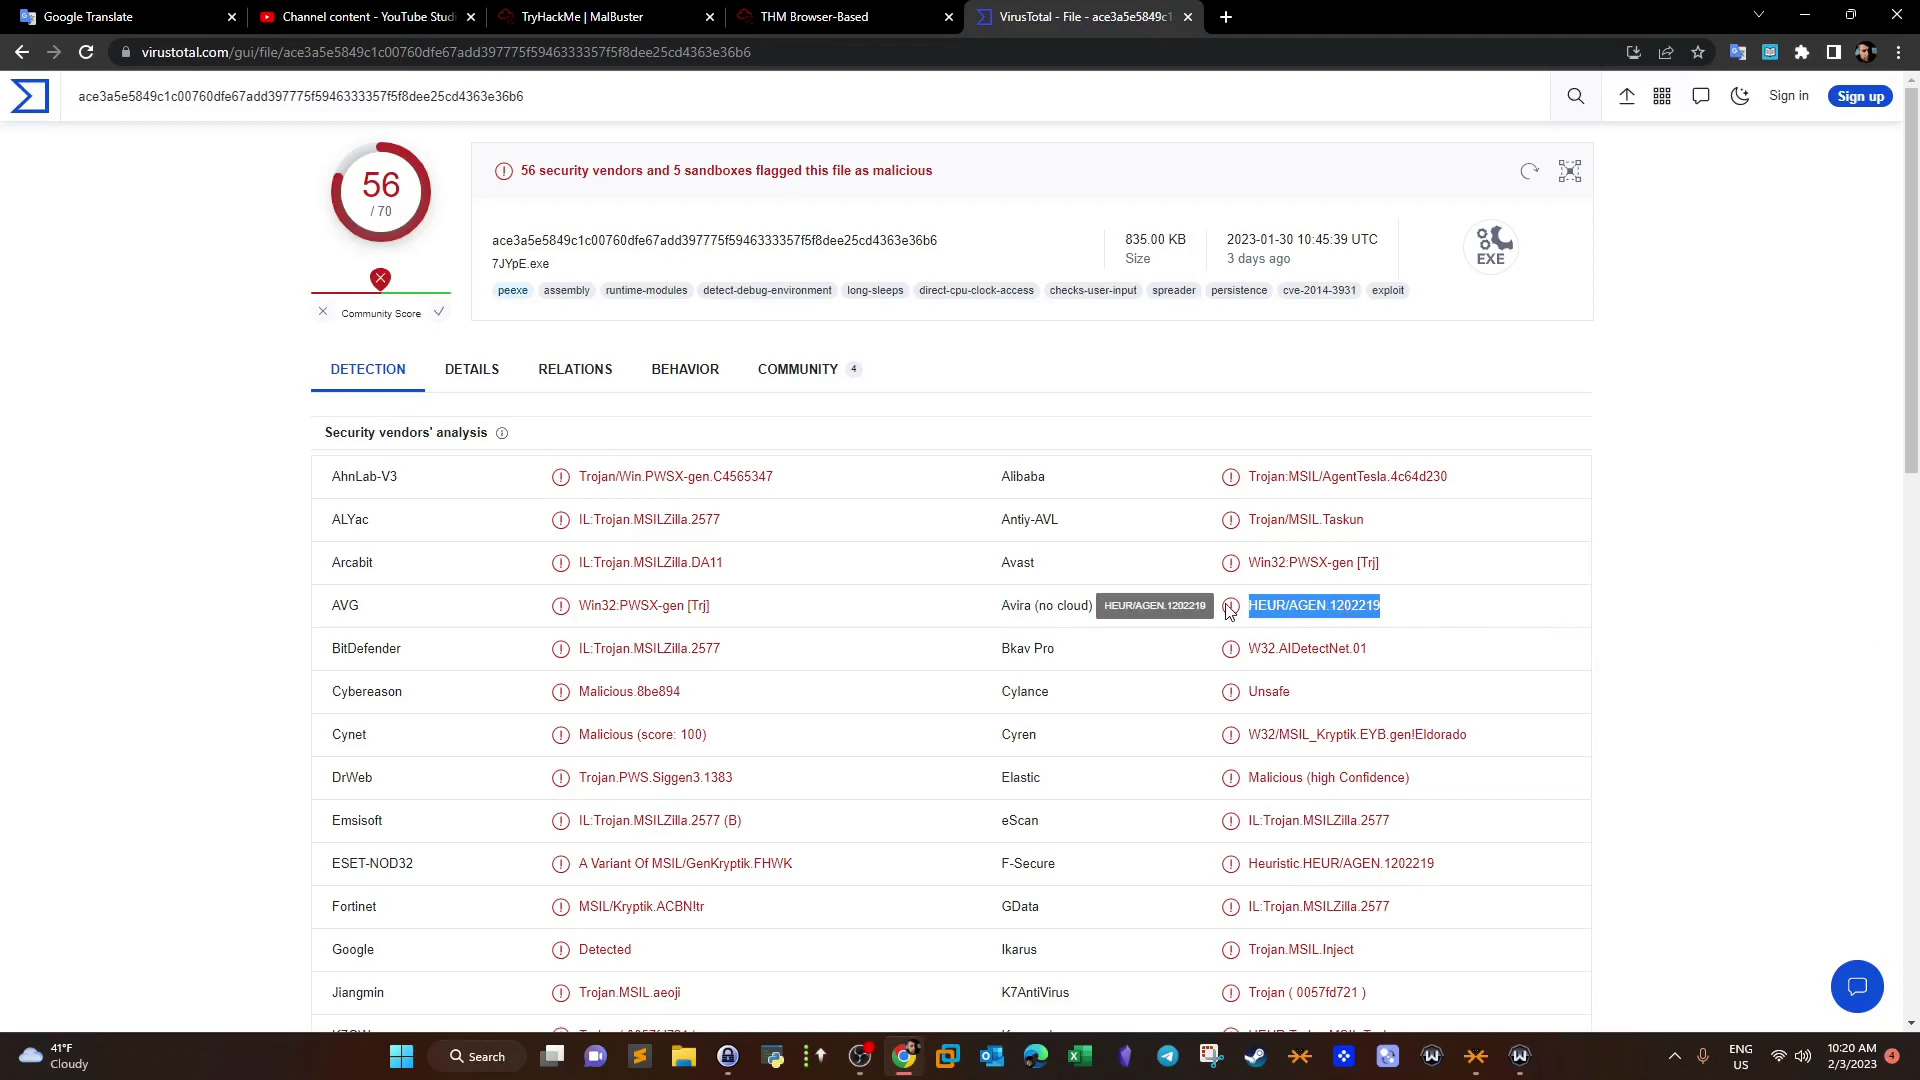 Google Translate
Channel content - YouTube Studi
TryHackMe | MalBuster
THM Browser-Based
VirusTotal - File - ace3a5e5849c1
virustotal.com/gui/file/ace3a5e5849c1c00760dfe67add397775f5946333357f5f8dee25cd4363e36b6
ace3a5e5849c1c00760dfe67add397775f5946333357f5f8dee25cd4363e36b6
Sign in
Sign up
56
/ 70
Community Score
56 security vendors and 5 sandboxes flagged this file as malicious
ace3a5e5849c1c00760dfe67add397775f5946333357f5f8dee25cd4363e36b6
7JYpE.exe
835.00 KB
Size
2023-01-30 10:45:39 UTC
3 days ago
EXE
peexe assembly runtime-modules detect-debug-environment long-sleeps direct-cpu-clock-access checks-user-input spreader persistence cve-2014-3931 exploit
DETECTION DETAILS RELATIONS BEHAVIOR COMMUNITY 4
Security vendors' analysis
AhnLab-V3 Trojan/Win.PWSX-gen.C4565347 Alibaba Trojan:MSIL/AgentTesla.4c64d230
ALYac IL:Trojan.MSILZilla.2577 Antiy-AVL Trojan/MSIL.Taskun
Arcabit IL:Trojan.MSILZilla.DA11 Avast Win32:PWSX-gen [Trj]
AVG Win32:PWSX-gen [Trj] Avira (no cloud) HEUR/AGEN.1202219 HEUR/AGEN.1202219
BitDefender IL:Trojan.MSILZilla.2577 Bkav Pro W32.AIDetectNet.01
Cybereason Malicious.8be894 Cylance Unsafe
Cynet Malicious (score: 100) Cyren W32/MSIL_Kryptik.EYB.gen!Eldorado
DrWeb Trojan.PWS.Siggen3.1383 Elastic Malicious (high Confidence)
Emsisoft IL:Trojan.MSILZilla.2577 (B) eScan IL:Trojan.MSILZilla.2577
ESET-NOD32 A Variant Of MSIL/GenKryptik.FHWK F-Secure Heuristic.HEUR/AGEN.1202219
Fortinet MSIL/Kryptik.ACBN!tr GData IL:Trojan.MSILZilla.2577
Google Detected Ikarus Trojan.MSIL.Inject
Jiangmin Trojan.MSIL.aeoji K7AntiVirus Trojan ( 0057fd721 )
41°F
Cloudy
Search
ENG
US
10:20 AM
2/3/2023
4